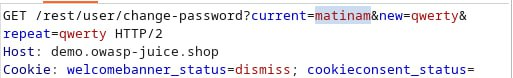 GET /rest/user/change-password?current=matinam&new=qwerty&
repeat=qwerty HTTP/2
Host: demo.owasp-juice.shop
Cookie: welcomebanner_status=dismiss; cookieconsent_status=